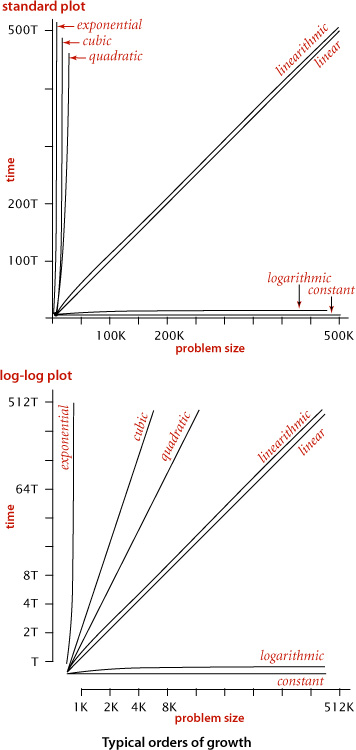 standard plot
500T
exponential
cubic
quadratic
linearithmic
linear
time
200T
100T
logarithmic
constant
100K 200K 500K
problem size
log-log plot
512T
exponential
cubic
quadratic
linearithmic
linear
64T
time
8T
4T
2T
T
logarithmic
constant
1K 2K 4K 8K 512K
problem size
Typical orders of growth